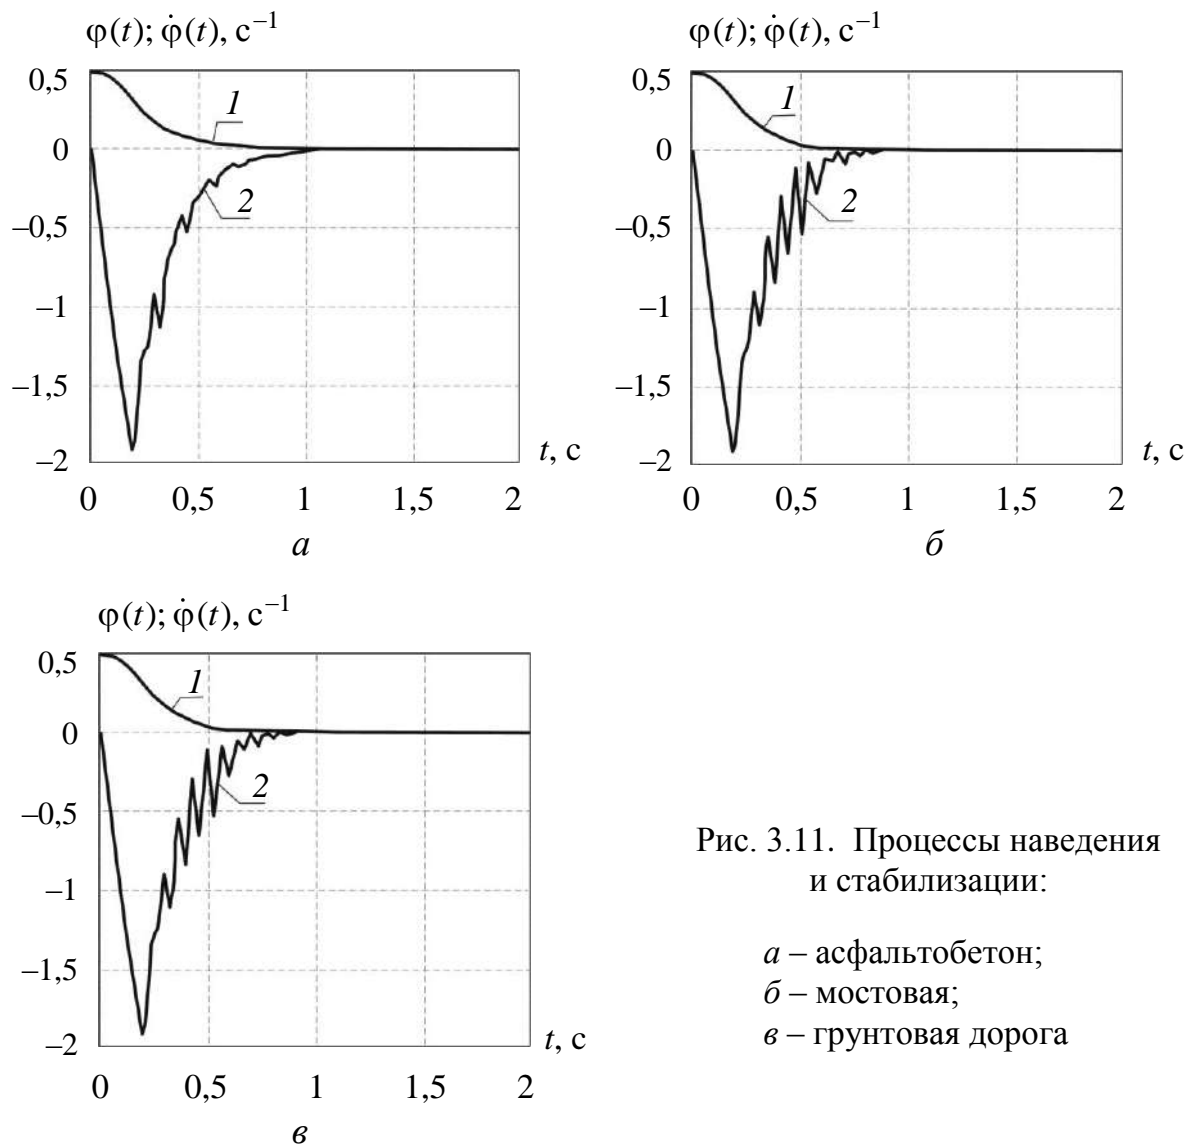 φ(t); φ̇(t), с⁻¹
0,5
0
–0,5
–1
–1,5
–2
1
2
t, с
0 0,5 1 1,5 2
а
φ(t); φ̇(t), с⁻¹
0,5
0
–0,5
–1
–1,5
–2
1
2
t, с
0 0,5 1 1,5 2
б
φ(t); φ̇(t), с⁻¹
0,5
0
–0,5
–1
–1,5
–2
1
2
t, с
0 0,5 1 1,5 2
в
Рис. 3.11. Процессы наведения
и стабилизации:
а – асфальтобетон;
б – мостовая;
в – грунтовая дорога